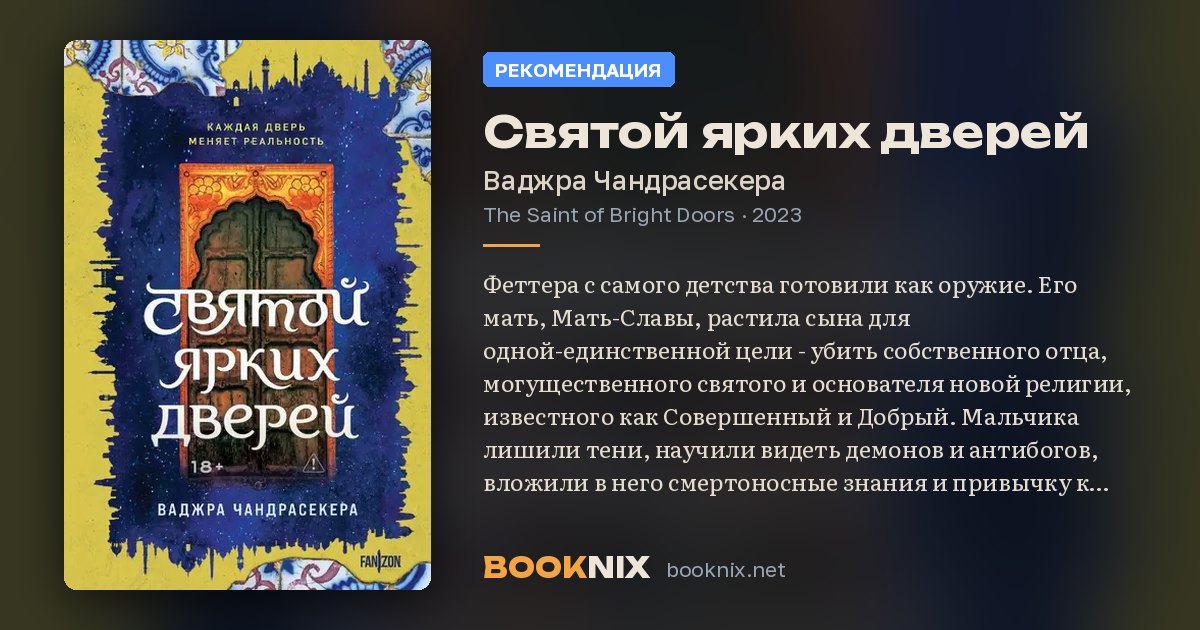 КАЖДАЯ ДВЕРЬ
МЕНЯЕТ РЕАЛЬНОСТЬ
святой
ярких
дверей
18+
ВАДЖРА ЧАНДРАСЕКЕРА
FANZON
РЕКОМЕНДАЦИЯ
Святой ярких дверей
Ваджра Чандрасекера
The Saint of Bright Doors · 2023
Феттера с самого детства готовили как оружие. Его
мать, Мать-Славы, растила сына для
одной-единственной цели - убить собственного отца,
могущественного святого и основателя новой религии,
известного как Совершенный и Добрый. Мальчика
лишили тени, научили видеть демонов и антибогов,
вложили в него смертоносные знания и привычку к...
BOOKNIX booknix.net